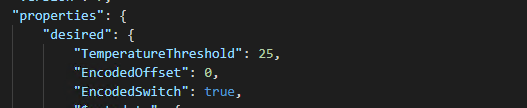 "properties": {
"desired": {
"TemperatureThreshold": 25,
"EncodedOffset": 0,
"EncodedSwitch": true,